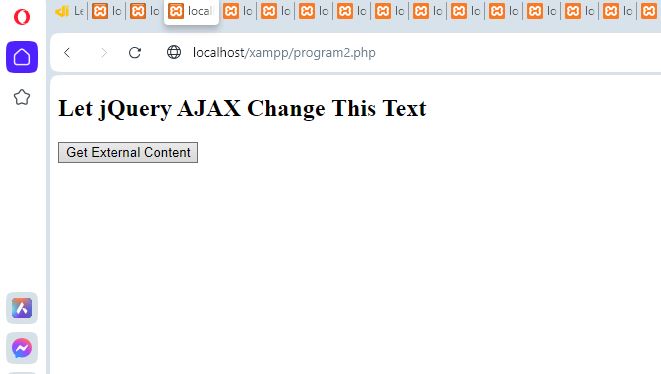 Le lo lo local lo lo lo lo lo lo lo lo lo lo lo
localhost/xampp/program2.php
Let jQuery AJAX Change This Text
Get External Content